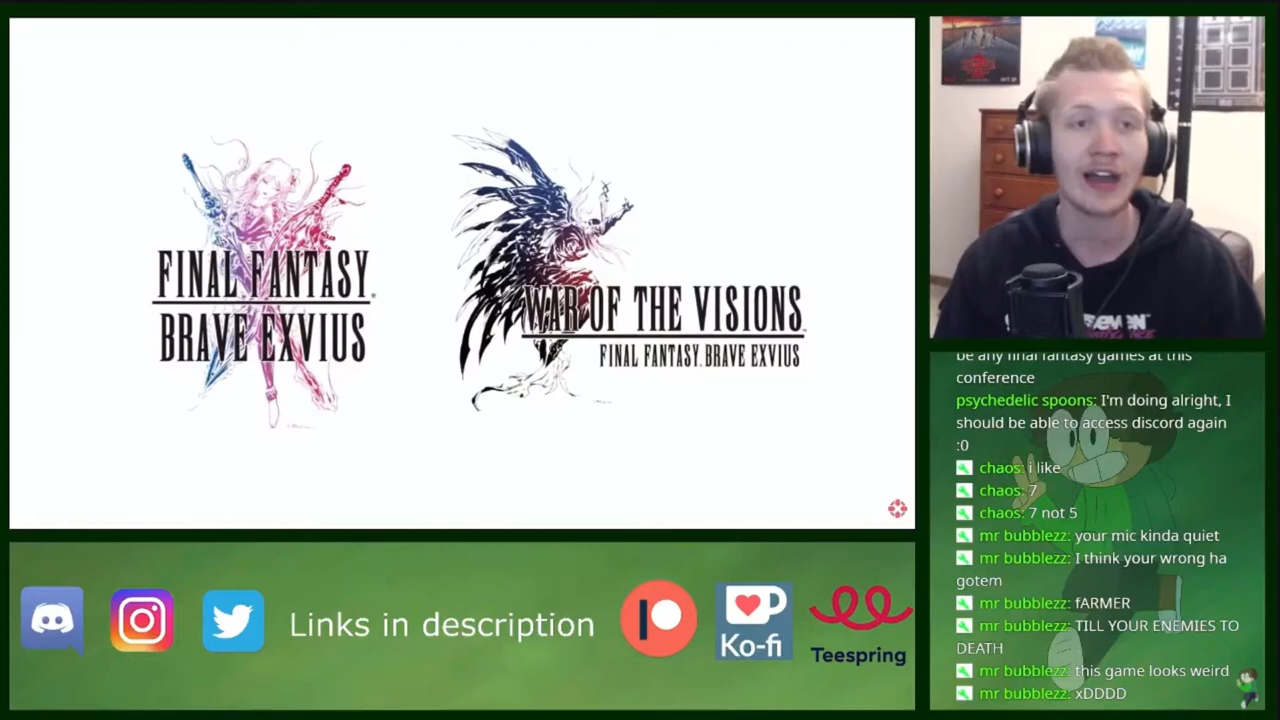 FINAL FANTASY
BRAVE EXVIUS
WAR OF THE VISIONS
FINAL FANTASY BRAVE EXVIUS
be any final fantasy games at this
conference
psychedelic spoons: I'm doing alright, I
should be able to access discord again
:0
chaos: i like
chaos: 7
chaos: 7 not 5
mr bubblezz: your mic kinda quiet
mr bubblezz: I think your wrong ha
gotem
mr bubblezz: fARMER
mr bubblezz: TILL YOUR ENEMIES TO
DEATH
mr bubblezz: this game looks weird
mr bubblezz: xDDDD
Links in description
Ko-fi
Teespring